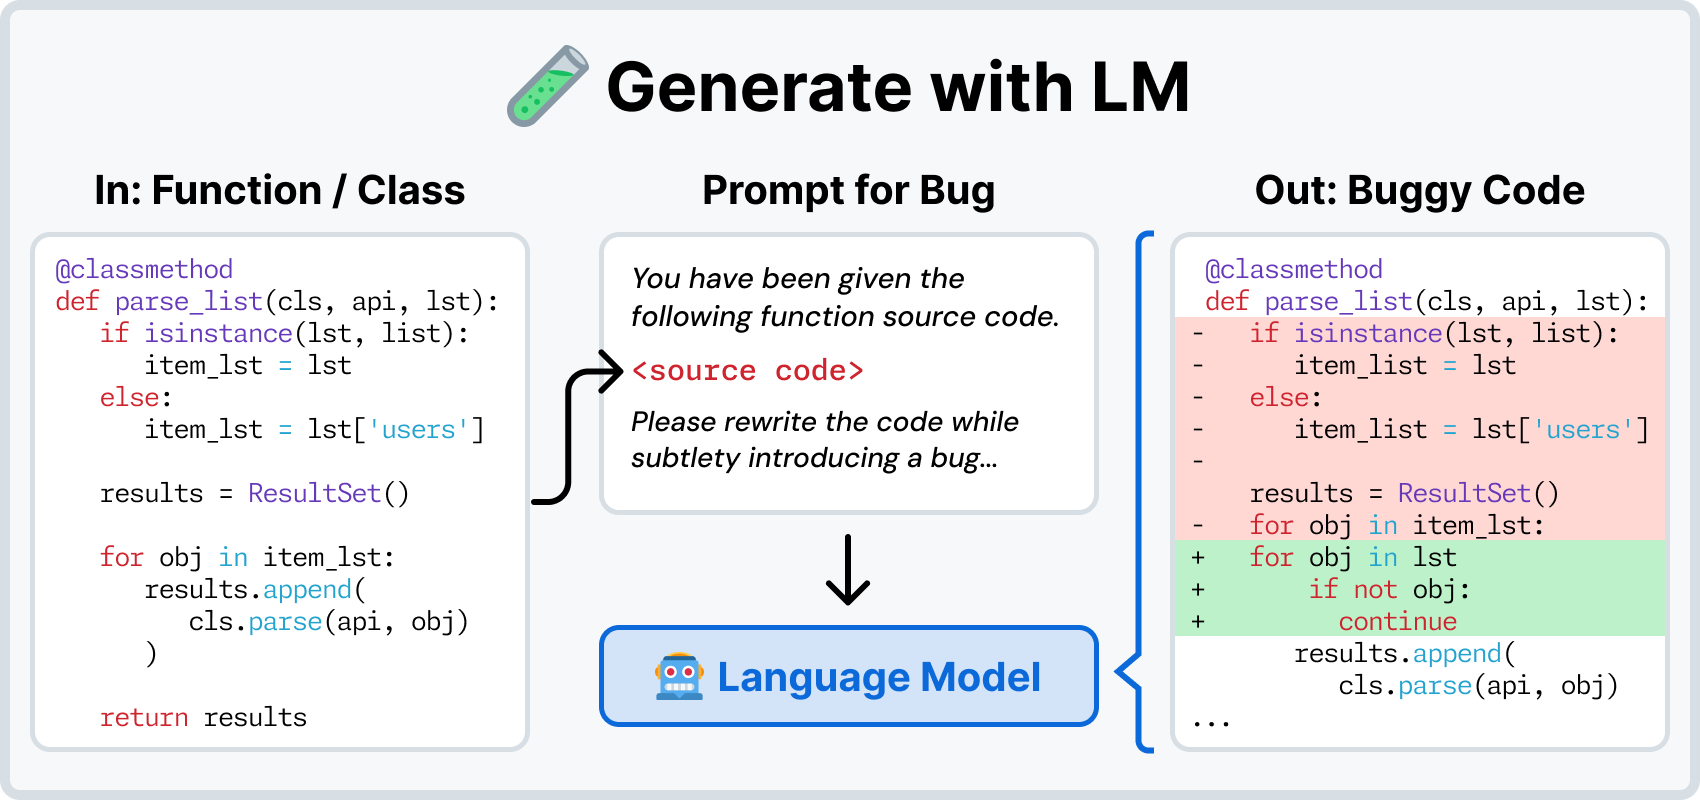 Generate with LM
In: Function / Class
@classmethod
def parse_list(cls, api, lst):
   if isinstance(lst, list):
      item_lst = lst
   else:
      item_lst = lst['users']
   results = ResultSet()
   for obj in item_lst:
      results.append(
         cls.parse(api, obj)
      )
   return results
Prompt for Bug
You have been given the
following function source code.
<source code>
Please rewrite the code while
subtlety introducing a bug...
Language Model
Out: Buggy Code
 @classmethod
 def parse_list(cls, api, lst):
-   if isinstance(lst, list):
-      item_list = lst
-   else:
-      item_list = lst['users']
-
    results = ResultSet()
-   for obj in item_lst:
+   for obj in lst
+       if not obj:
+         continue
       results.append(
          cls.parse(api, obj)
...